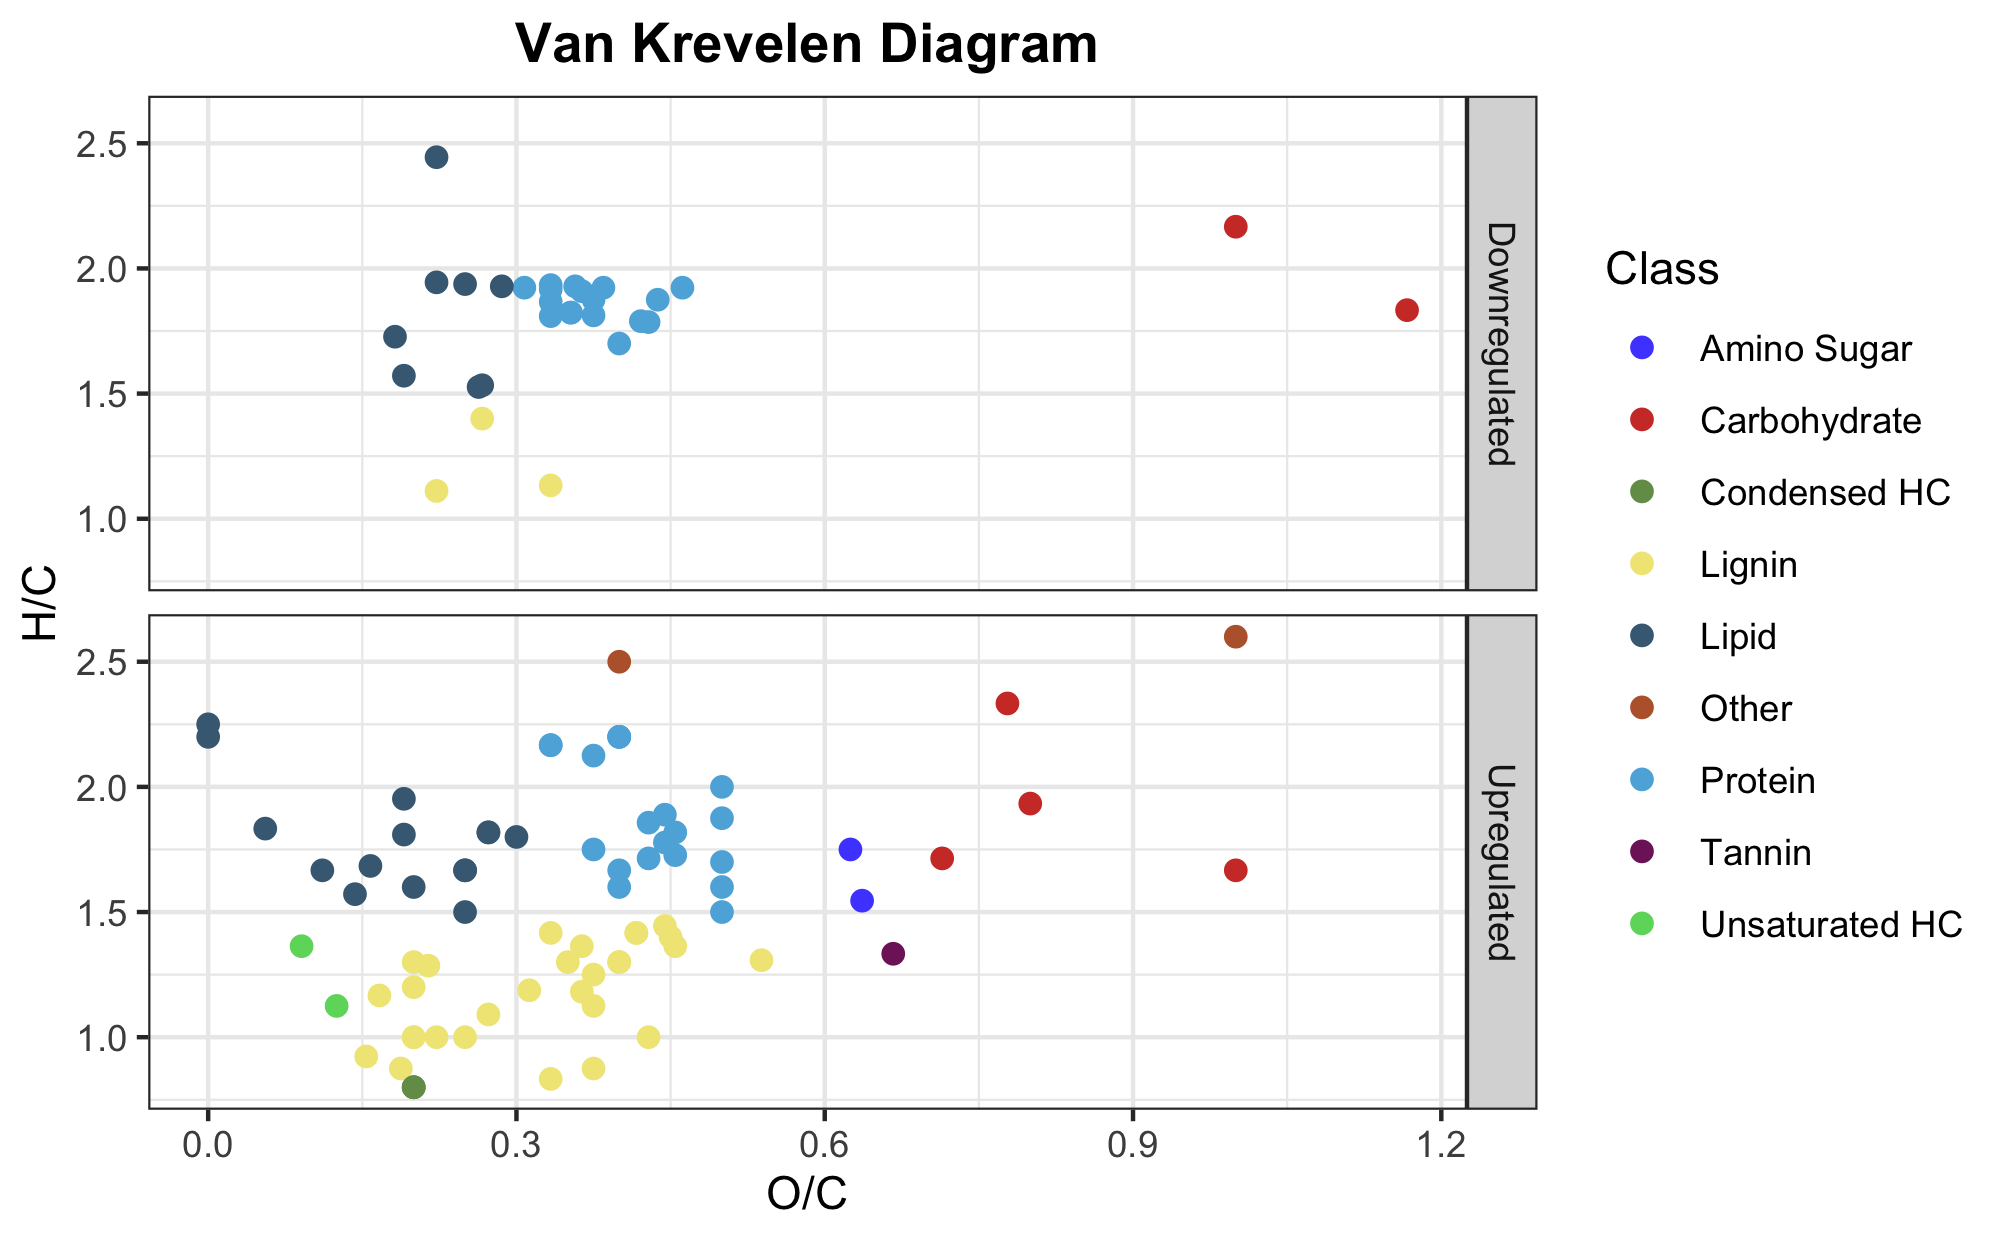 Van Krevelen Diagram
H/C
2.5
2.0
1.5
1.0
Downregulated
2.5
2.0
1.5
1.0
Upregulated
0.0 0.3 0.6 0.9 1.2
O/C
Class
Amino Sugar
Carbohydrate
Condensed HC
Lignin
Lipid
Other
Protein
Tannin
Unsaturated HC